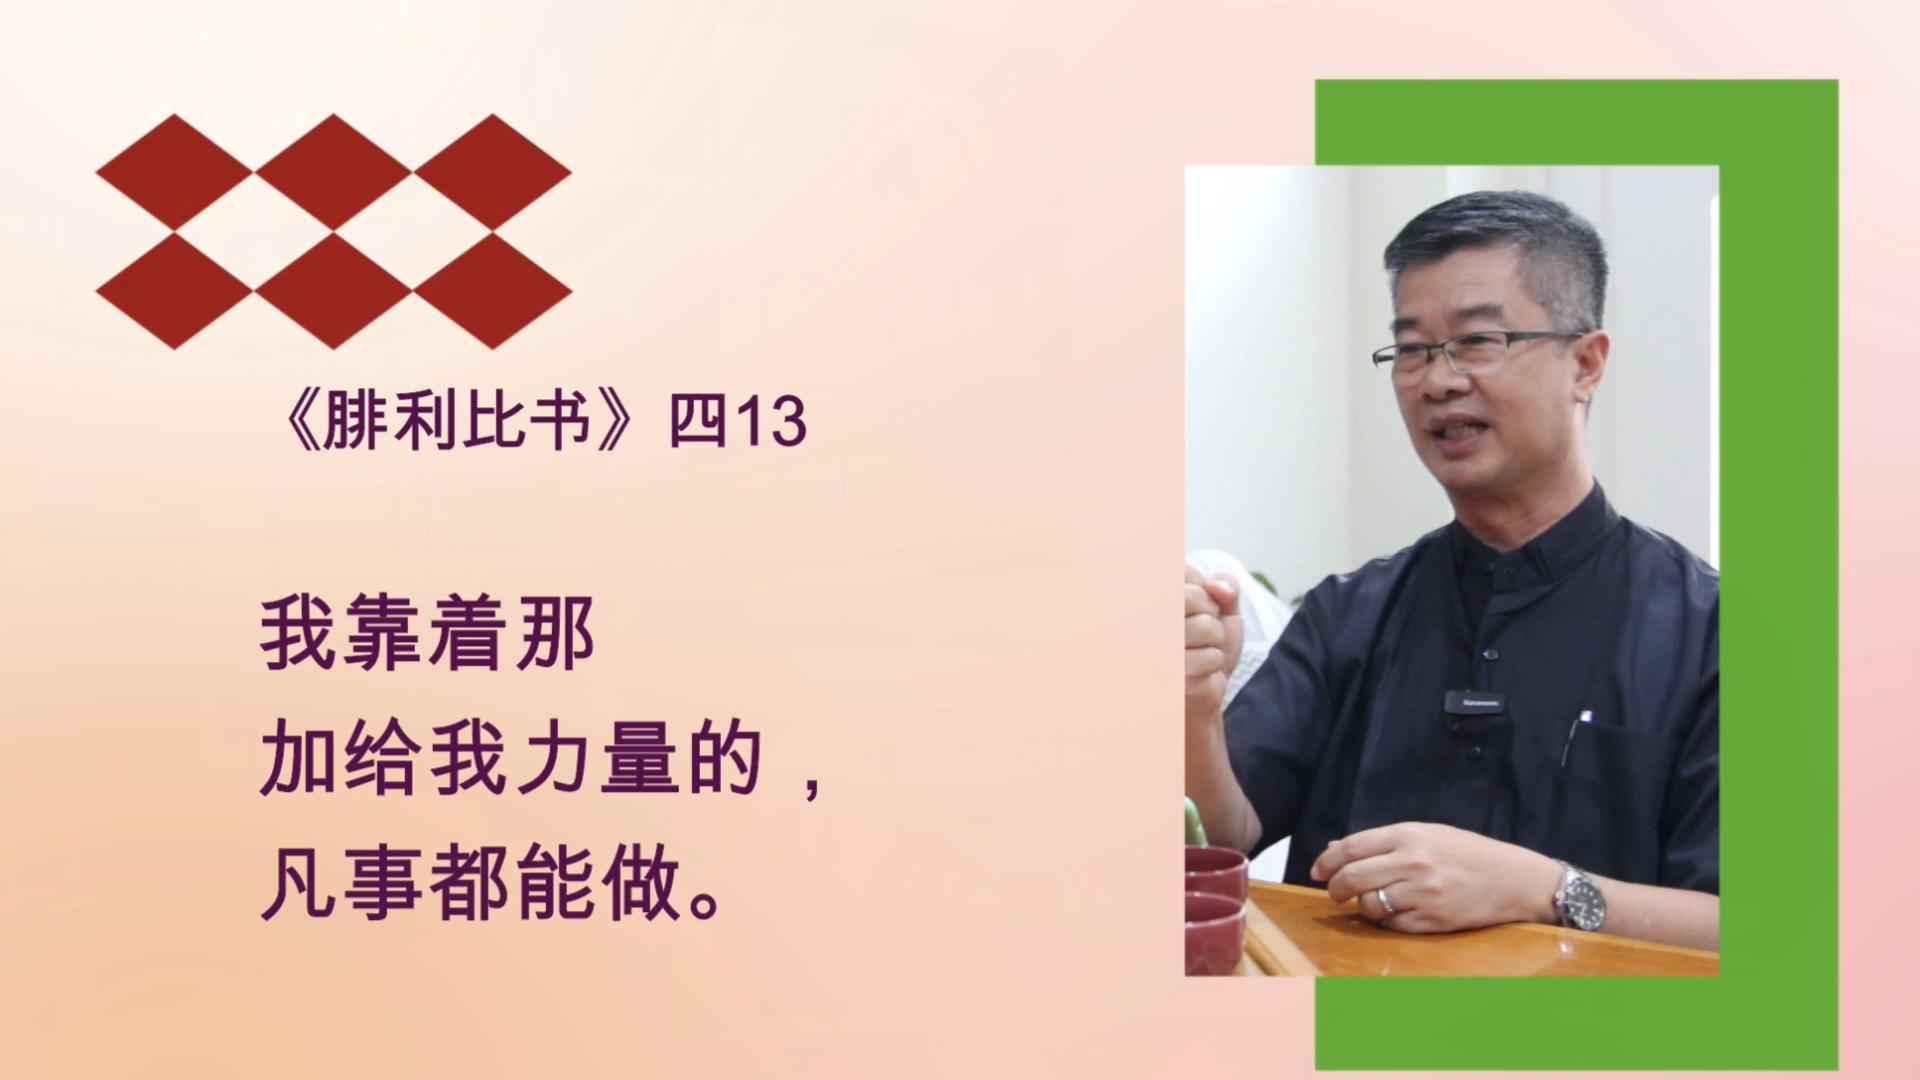 《腓利比书》四13
我靠着那
加给我力量的，
凡事都能做。